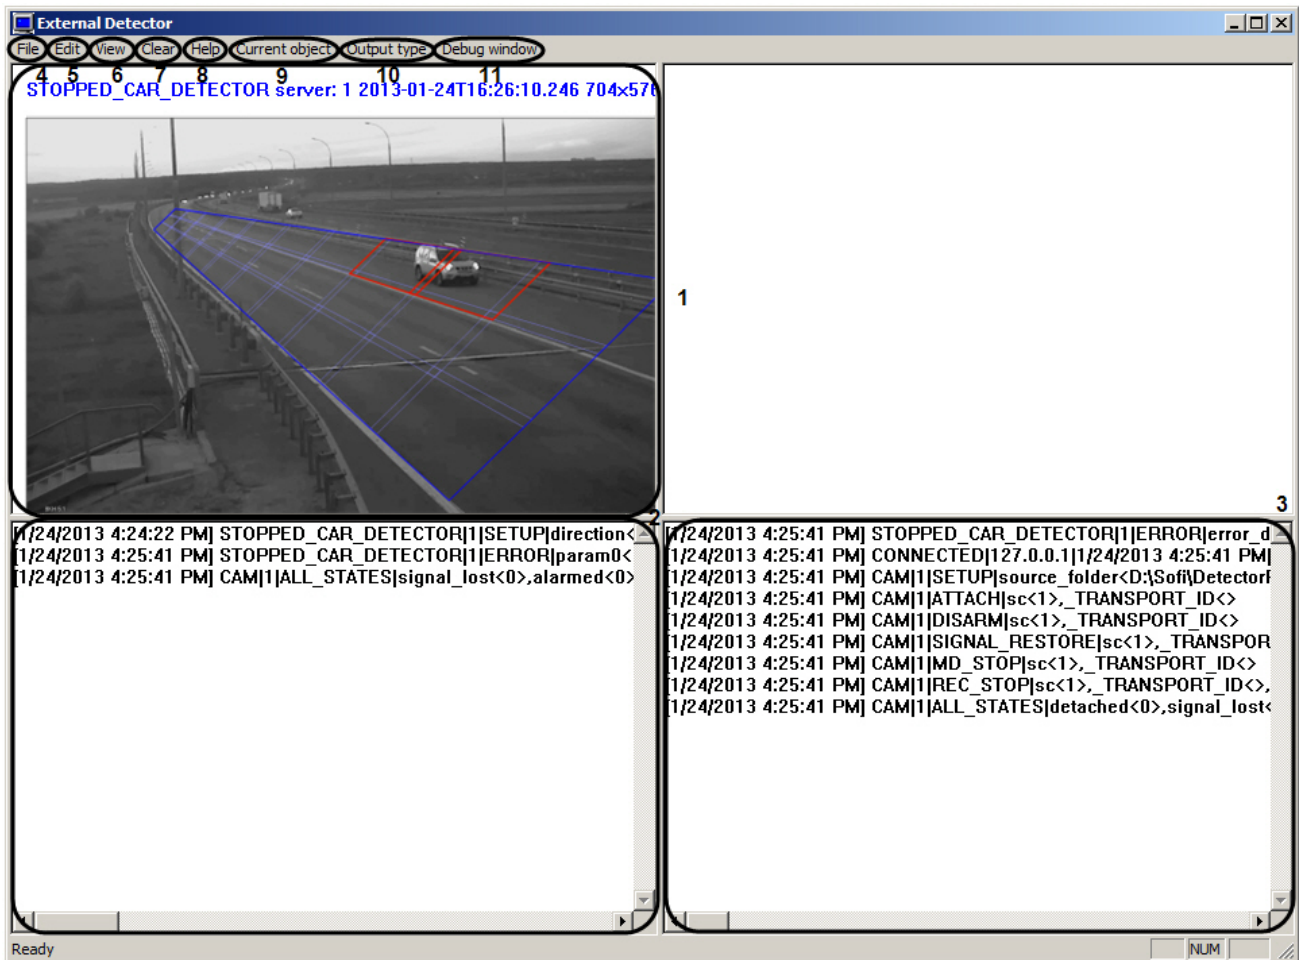 External Detector
File Edit View Clear Help Current object Output type Debug window
4 5 6 7 8 9 10 11
STOPPED_CAR_DETECTOR server: 1 2013-01-24T16:26:10.246 704x576
1
2
3
[1/24/2013 4:24:22 PM] STOPPED_CAR_DETECTOR|1|SETUP|direction<
[1/24/2013 4:25:41 PM] STOPPED_CAR_DETECTOR|1|ERROR|param0<
[1/24/2013 4:25:41 PM] CAM|1|ALL_STATES|signal_lost<0>,alarmed<0>
[1/24/2013 4:25:41 PM] STOPPED_CAR_DETECTOR|1|ERROR|error_d
[1/24/2013 4:25:41 PM] CONNECTED|127.0.0.1|1/24/2013 4:25:41 PM|
[1/24/2013 4:25:41 PM] CAM|1|SETUP|source_folder<D:\Sofi\DetectorF
[1/24/2013 4:25:41 PM] CAM|1|ATTACH|sc<1>,_TRANSPORT_ID<>
[1/24/2013 4:25:41 PM] CAM|1|DISARM|sc<1>,_TRANSPORT_ID<>
[1/24/2013 4:25:41 PM] CAM|1|SIGNAL_RESTORE|sc<1>,_TRANSPOR
[1/24/2013 4:25:41 PM] CAM|1|MD_STOP|sc<1>,_TRANSPORT_ID<>
[1/24/2013 4:25:41 PM] CAM|1|REC_STOP|sc<1>,_TRANSPORT_ID<>,
[1/24/2013 4:25:41 PM] CAM|1|ALL_STATES|detached<0>,signal_lost<
Ready
NUM